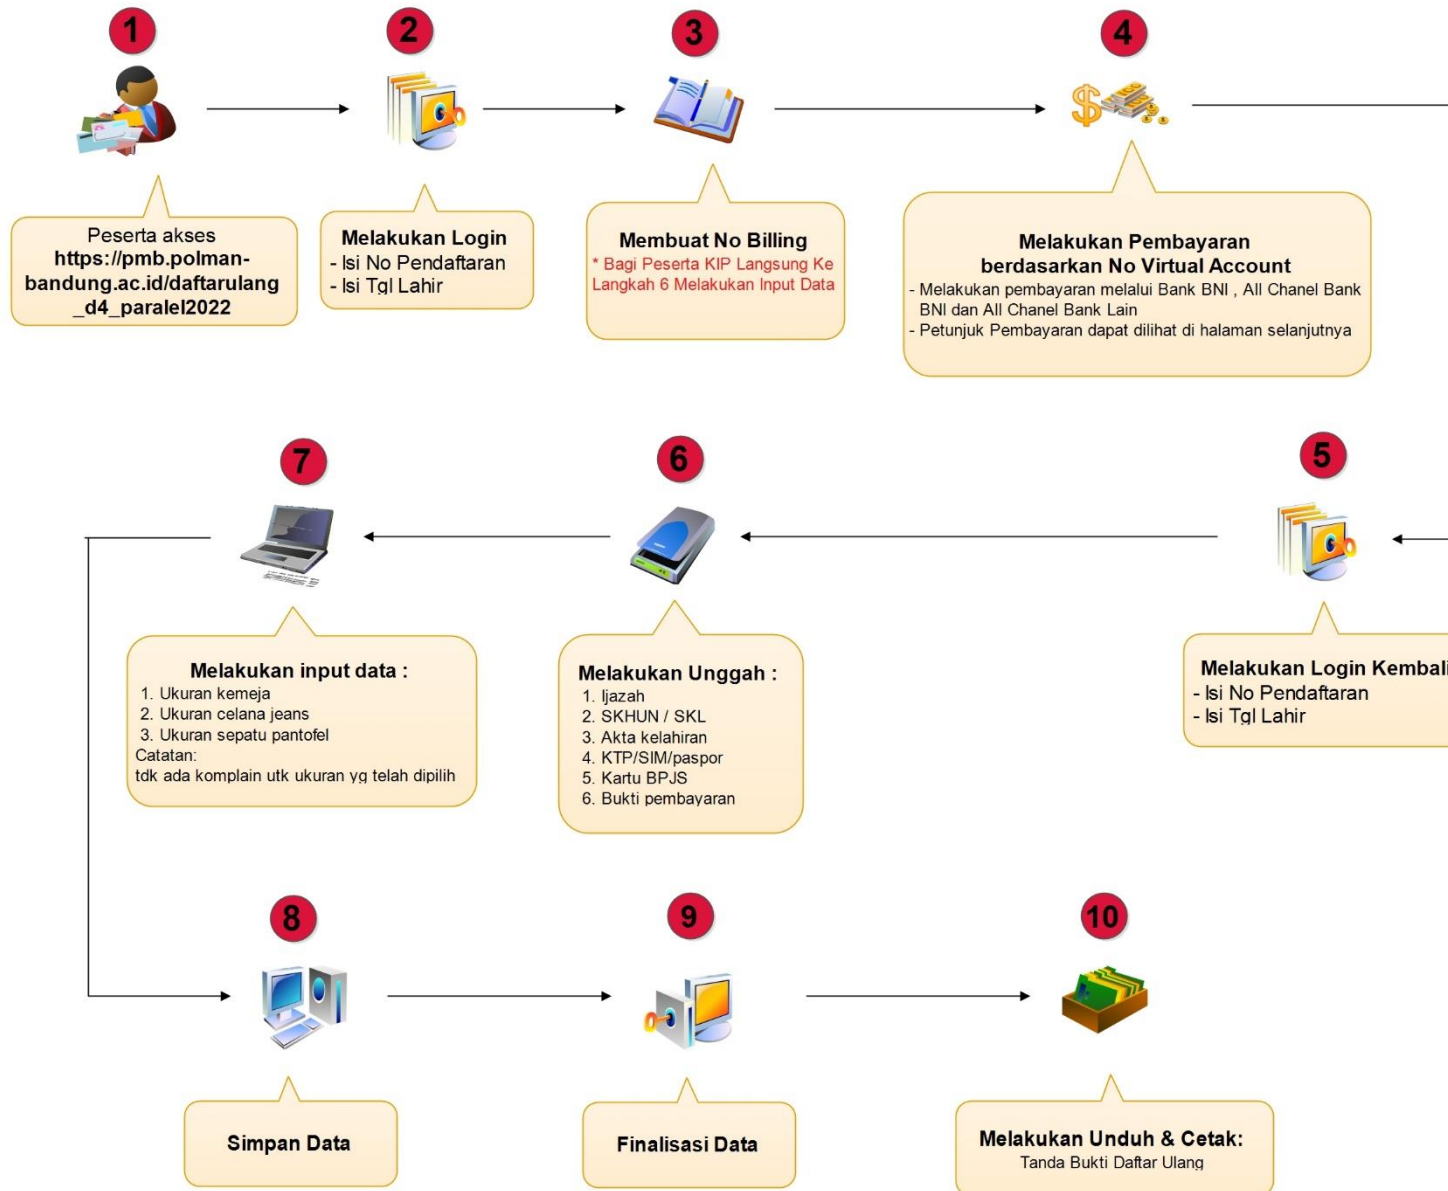 1
2
3
4
Peserta akses
https://pmb.polman-
bandung.ac.id/daftarulang
_d4_paralel2022
Melakukan Login
- Isi No Pendaftaran
- Isi Tgl Lahir
Membuat No Billing
* Bagi Peserta KIP Langsung Ke
Langkah 6 Melakukan Input Data
Melakukan Pembayaran
berdasarkan No Virtual Account
- Melakukan pembayaran melalui Bank BNI , All Chanel Bank
BNI dan All Chanel Bank Lain
- Petunjuk Pembayaran dapat dilihat di halaman selanjutnya
5
Melakukan Login Kembali
- Isi No Pendaftaran
- Isi Tgl Lahir
6
Melakukan Unggah :
1. Ijazah
2. SKHUN / SKL
3. Akta kelahiran
4. KTP/SIM/paspor
5. Kartu BPJS
6. Bukti pembayaran
7
Melakukan input data :
1. Ukuran kemeja
2. Ukuran celana jeans
3. Ukuran sepatu pantofel
Catatan:
tdk ada komplain utk ukuran yg telah dipilih
8
Simpan Data
9
Finalisasi Data
10
Melakukan Unduh & Cetak:
Tanda Bukti Daftar Ulang